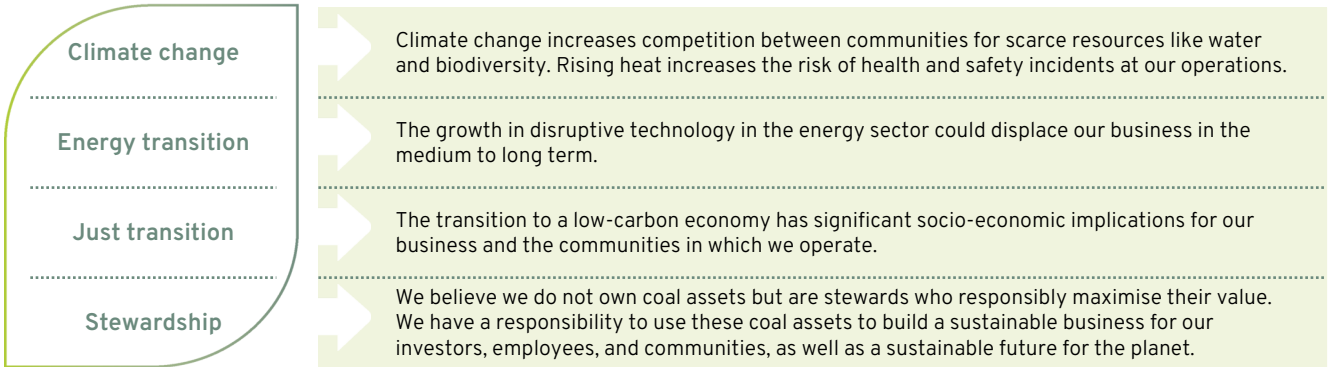 Climate change
Climate change increases competition between communities for scarce resources like water
and biodiversity. Rising heat increases the risk of health and safety incidents at our operations.
Energy transition
The growth in disruptive technology in the energy sector could displace our business in the
medium to long term.
Just transition
The transition to a low-carbon economy has significant socio-economic implications for our
business and the communities in which we operate.
Stewardship
We believe we do not own coal assets but are stewards who responsibly maximise their value.
We have a responsibility to use these coal assets to build a sustainable business for our
investors, employees, and communities, as well as a sustainable future for the planet.